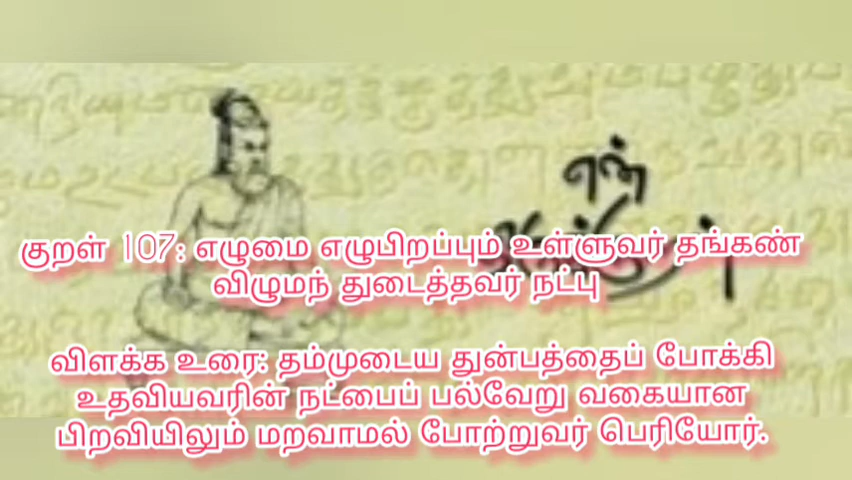 என்
குறள் 107: எழுமை எழுபிறப்பும் உள்ளுவர் தங்கண்
விழுமந் துடைத்தவர் நட்பு
விளக்க உரை: தம்முடைய துன்பத்தைப் போக்கி
உதவியவரின் நட்பைப் பல்வேறு வகையான
பிறவியிலும் மறவாமல் போற்றுவர் பெரியோர்.